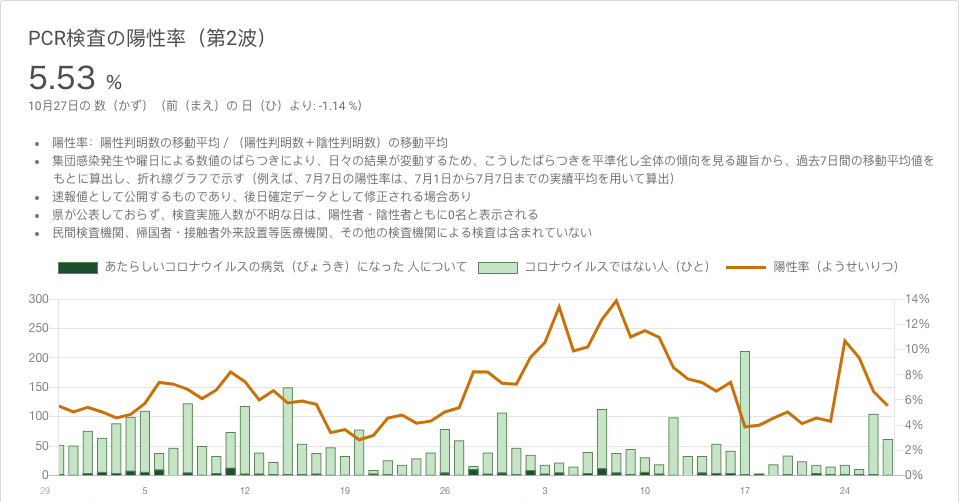 PCR検査の陽性率（第2波）
5.53 %
10月27日の 数（かず）（前（まえ）の 日（ひ）より: -1.14 %）
• 陽性率：陽性判明数の移動平均 / （陽性判明数＋陰性判明数）の移動平均
• 集団感染発生や曜日による数値のばらつきにより、日々の結果が変動するため、こうしたばらつきを平準化し全体の傾向を見る趣旨から、過去7日間の移動平均値を
もとに算出し、折れ線グラフで示す（例えば、7月7日の陽性率は、7月1日から7月7日までの実績平均を用いて算出）
• 速報値として公開するものであり、後日確定データとして修正される場合あり
• 県が公表しておらず、検査実施人数が不明な日は、陽性者・陰性者ともに0名と表示される
• 民間検査機関、帰国者・接触者外来設置等医療機関、その他の検査機関による検査は含まれていない
あたらしいコロナウイルスの病気（びょうき）になった 人について コロナウイルスではない人（ひと） 陽性率（ようせいりつ）
300 14%
250 12%
200 10%
150 8%
100 6%
50 4%
0 2%
0%
29 5 12 19 26 3 10 17 24